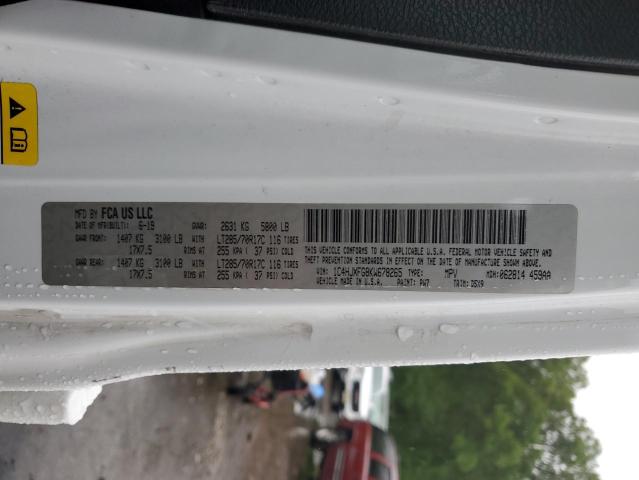 MFD BY FCA US LLC
DATE OF MFR(BUILT): 6-19 GVWR: 2631 KG 5800 LB
GAWR FRONT: 1407 KG 3100 LB WITH LT285/70R17C 116 TIRES
17X7.5 RIMS AT 255 KPA ( 37 PSI) COLD
GAWR REAR: 1407 KG 3100 LB WITH LT285/70R17C 116 TIRES
17X7.5 RIMS AT 255 KPA ( 37 PSI) COLD
THIS VEHICLE CONFORMS TO ALL APPLICABLE U.S.A. FEDERAL MOTOR VEHICLE SAFETY AND
THEFT PREVENTION STANDARDS IN EFFECT ON THE DATE OF MANUFACTURE SHOWN ABOVE.
VIN: 1C4HJXFG8KW678265 TYPE: MPV MDH: 062814 459AA
VEHICLE MADE IN U.S.A. PAINT: PW7 TRIM: D5X9